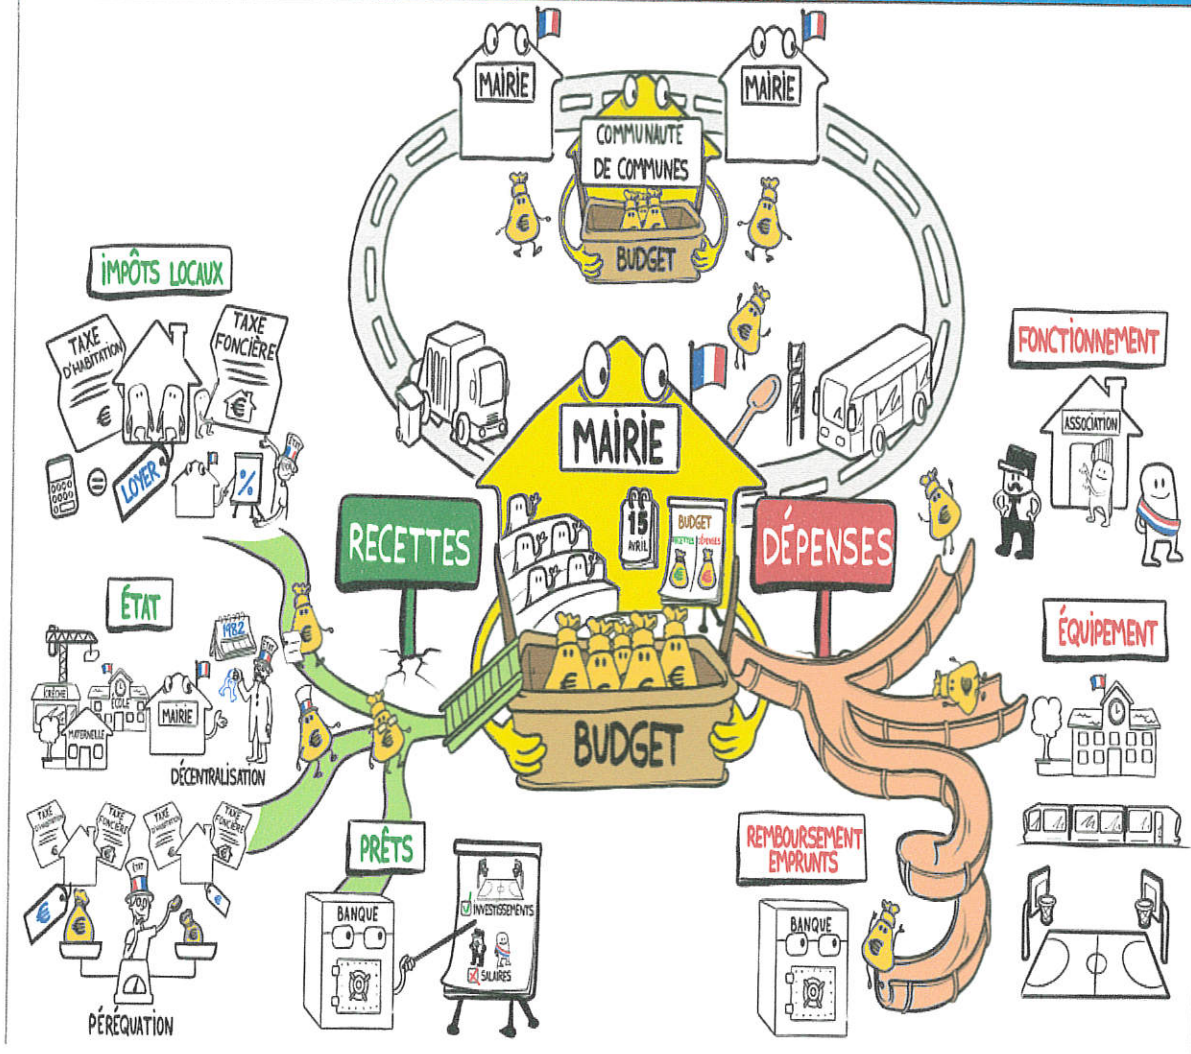 MAIRIE
MAIRIE
COMMUNAUTÉ
DE COMMUNES
BUDGET
IMPÔTS LOCAUX
TAXE
D'HABITATION
€
TAXE
FONCIÈRE
€
=
LOYER
%
ÉTAT
FONCTIONNEMENT
ASSOCIATION
MAIRIE
15
AVRIL
BUDGET
RECETTES
DÉPENSES
€
€
RECETTES
DÉPENSES
BUDGET
ÉTAT
1982
ÉTAT
CRÈCHE
ÉCOLE
MATERNELLE
MAIRIE
DÉCENTRALISATION
ÉQUIPEMENT
TAXE
D'HABITATION
TAXE
FONCIÈRE
TAXE
D'HABITATION
TAXE
FONCIÈRE
ÉTAT
€
€
€
PÉRÉQUATION
PRÊTS
BANQUE
INVESTISSEMENTS
SALAIRES
REMBOURSEMENT
EMPRUNTS
BANQUE